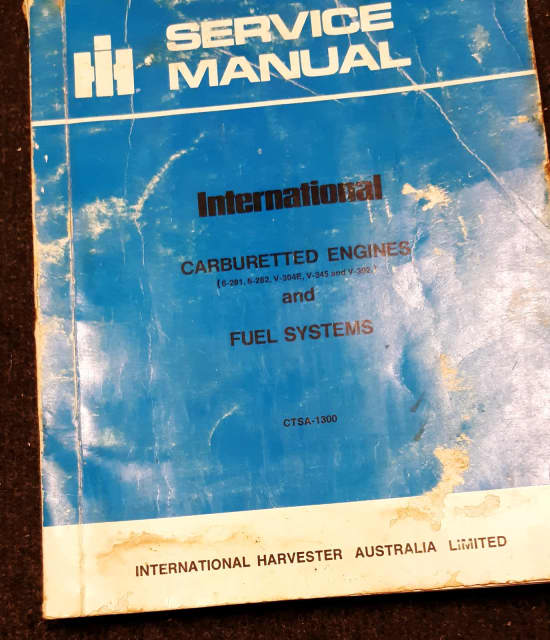 IH
SERVICE
MANUAL
International
CARBURETTED ENGINES
(6-281, 6-282, V-304E, V-345 and V-392)
and
FUEL SYSTEMS
CTSA-1300
INTERNATIONAL HARVESTER AUSTRALIA LIMITED